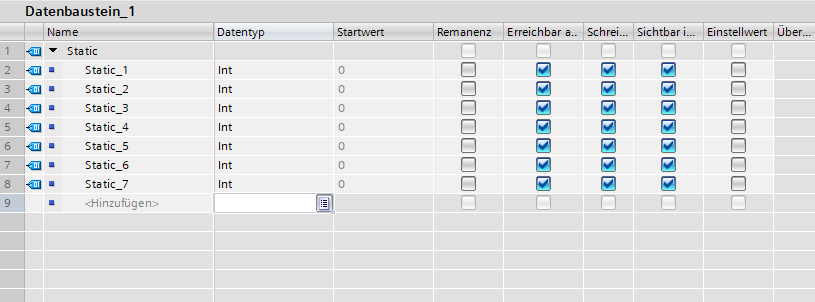 Datenbaustein_1
Name Datentyp Startwert Remanenz Erreichbar a.. Schrei... Sichtbar i... Einstellwert Über...
1 Static
2 Static_1 Int 0
3 Static_2 Int 0
4 Static_3 Int 0
5 Static_4 Int 0
6 Static_5 Int 0
7 Static_6 Int 0
8 Static_7 Int 0
9 <Hinzufügen>